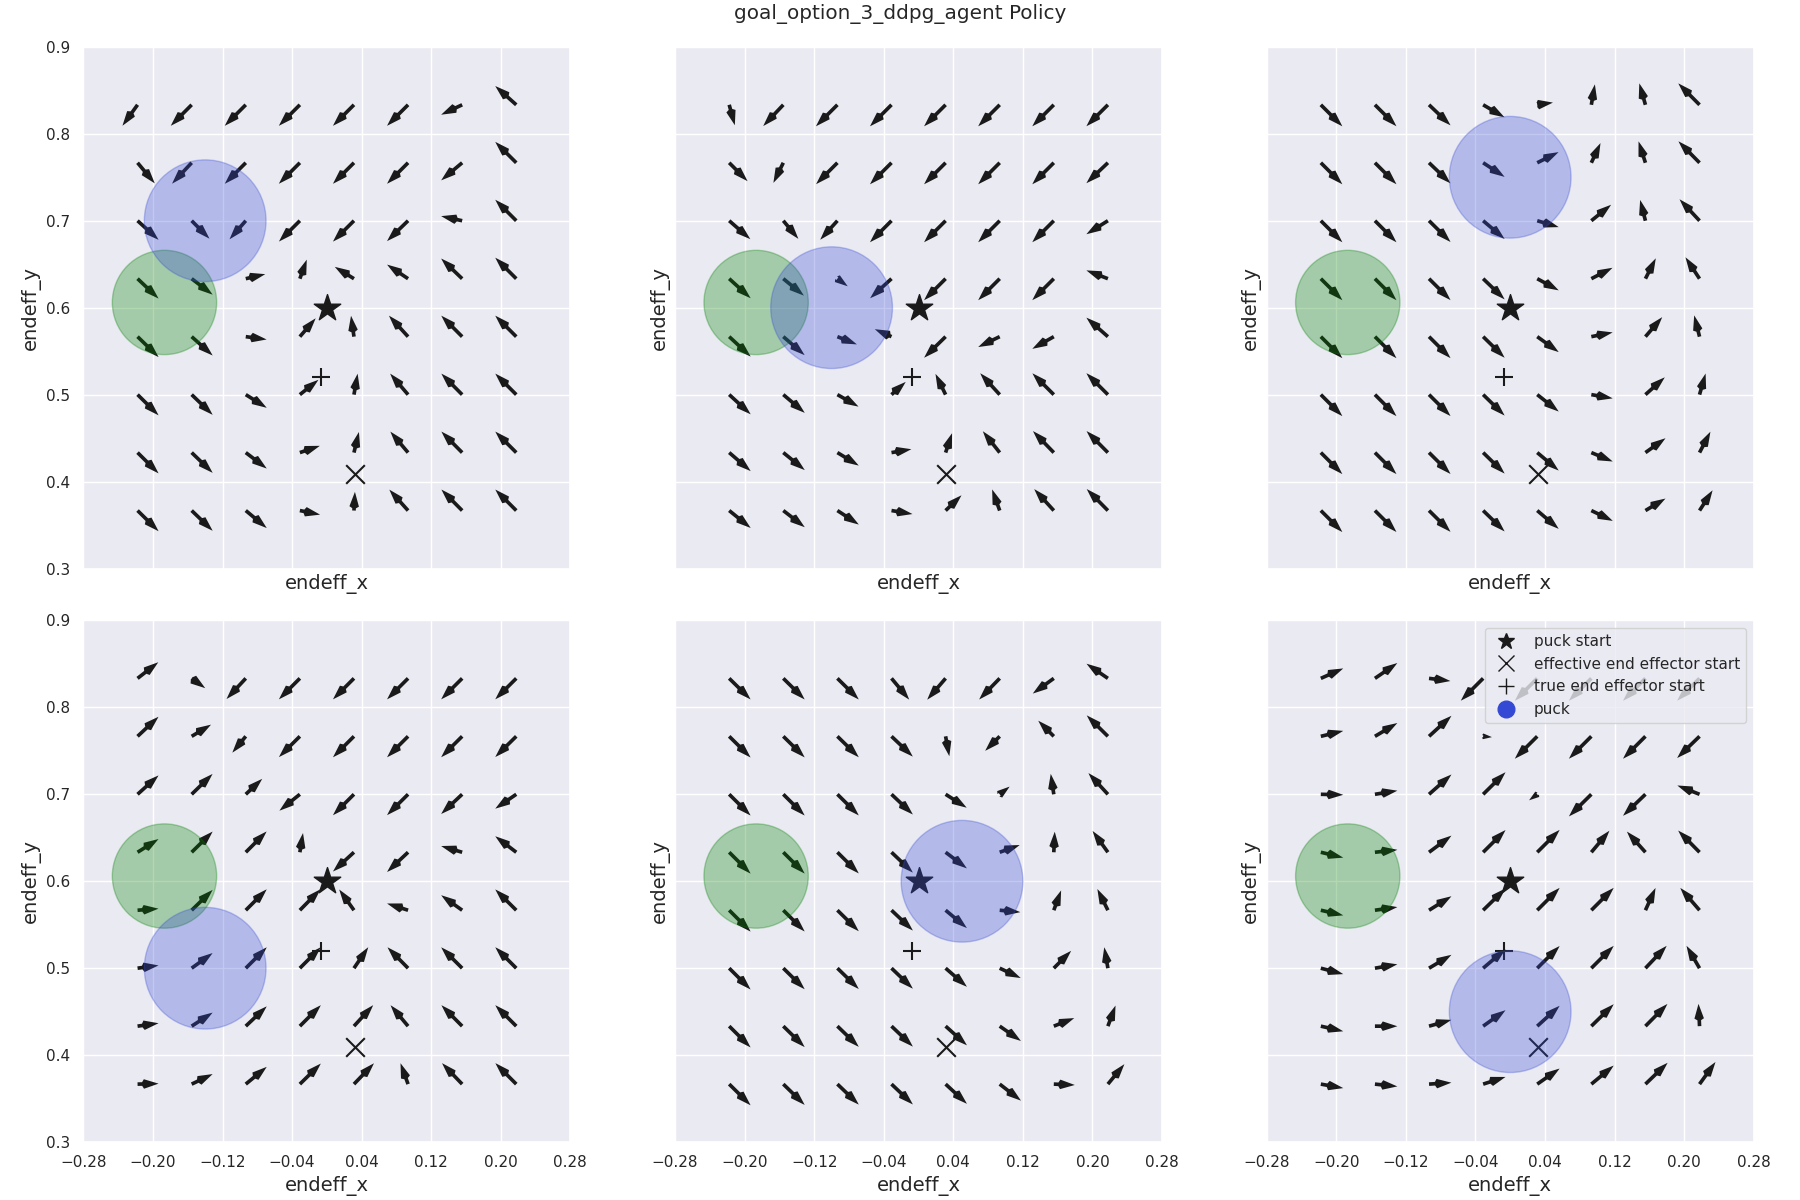 goal_option_3_ddpg_agent Policy
endeff_y
0.9
0.8
0.7
0.6
0.5
0.4
0.3
endeff_x
endeff_y
endeff_x
endeff_y
endeff_x
endeff_y
0.9
0.8
0.7
0.6
0.5
0.4
0.3
−0.28 −0.20 −0.12 −0.04 0.04 0.12 0.20 0.28
endeff_x
endeff_y
−0.28 −0.20 −0.12 −0.04 0.04 0.12 0.20 0.28
endeff_x
endeff_y
puck start
effective end effector start
true end effector start
puck
−0.28 −0.20 −0.12 −0.04 0.04 0.12 0.20 0.28
endeff_x